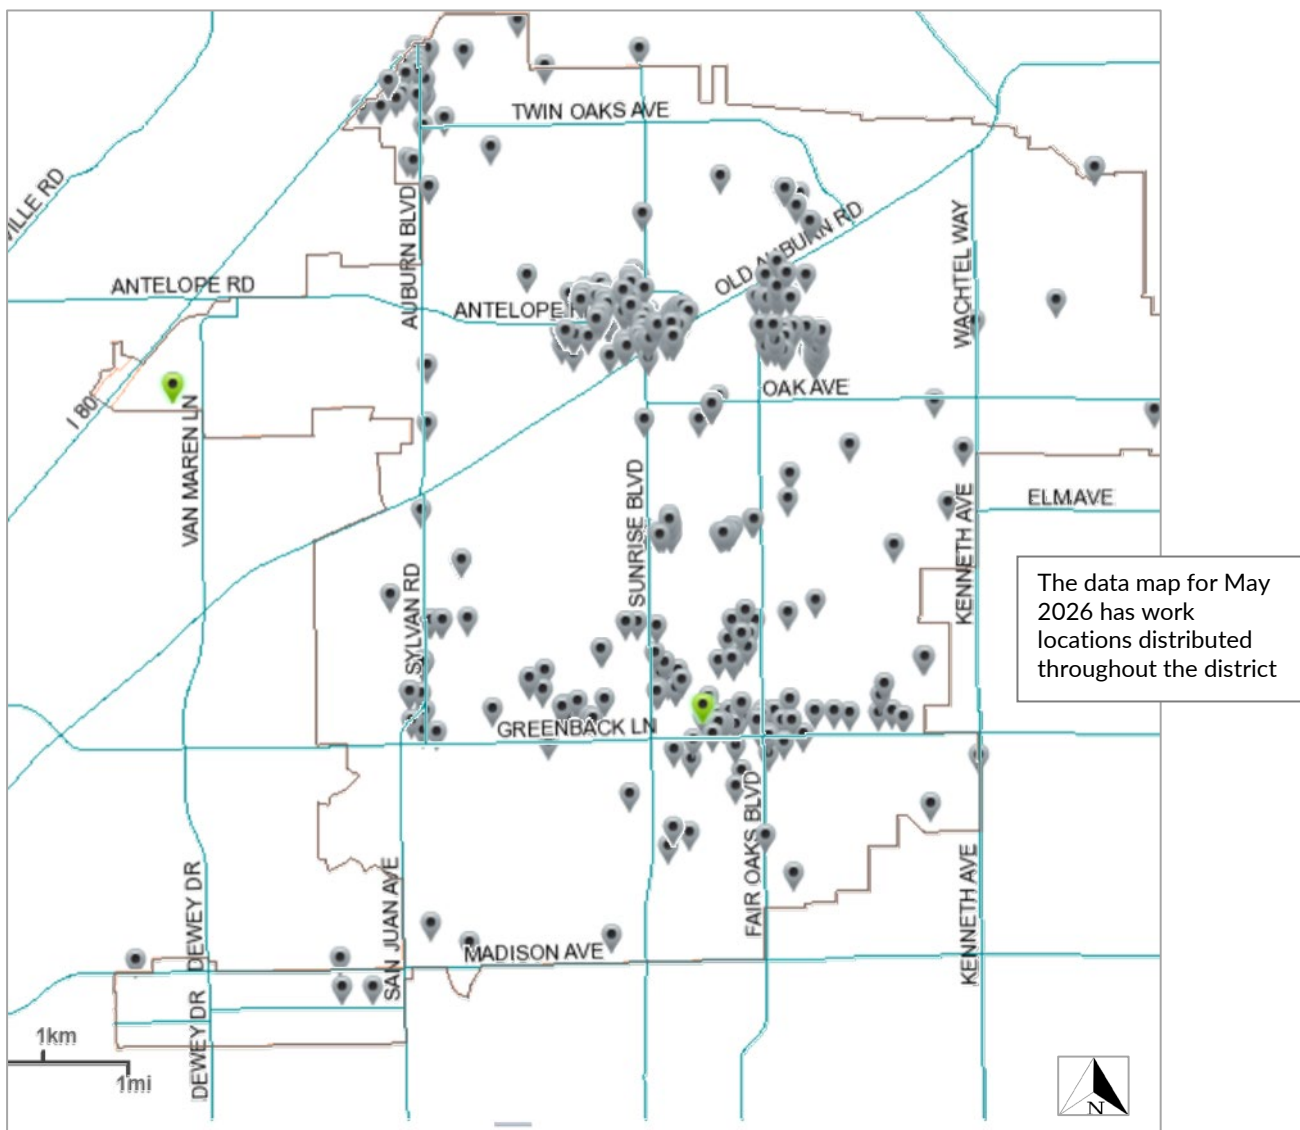 TWIN OAKS AVE
VILLE RD
AUBURN BLVD
OLD AUBURN RD
WACHTEL WAY
ANTELOPE RD
ANTELOPE R
OAK AVE
I 80
VAN MAREN LN
SUNRISE BLVD
KENNETH AVE
ELM AVE
SYLVAN RD
The data map for May
2026 has work
locations distributed
throughout the district
GREENBACK LN
FAIR OAKS BLVD
DEWEY DR
SAN JUAN AVE
KENNETH AVE
MADISON AVE
DEWEY DR
1km
1mi
N